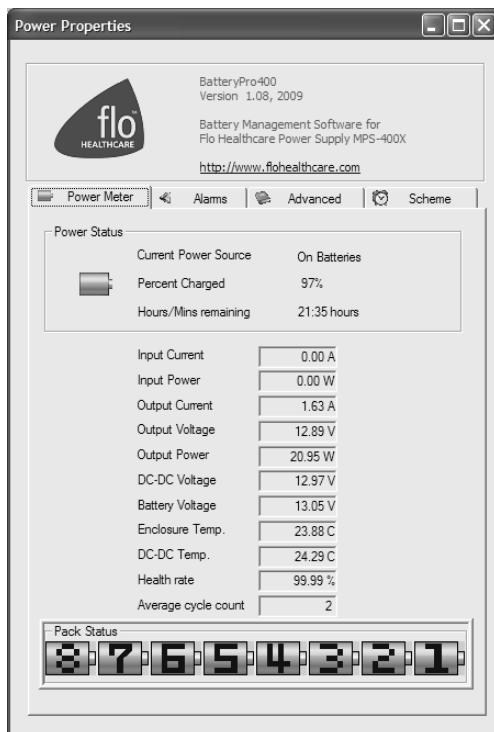 Power Properties
flo
HEALTHCARE
BatteryPro400
Version 1.08, 2009
Battery Management Software for
Flo Healthcare Power Supply MPS-400X
http://www.flohealthcare.com
Power Meter Alarms Advanced Scheme
Power Status
Current Power Source On Batteries
Percent Charged 97%
Hours/Mins remaining 21:35 hours
Input Current 0.00 A
Input Power 0.00 W
Output Current 1.63 A
Output Voltage 12.89 V
Output Power 20.95 W
DC-DC Voltage 12.97 V
Battery Voltage 13.05 V
Enclosure Temp. 23.88 C
DC-DC Temp. 24.29 C
Health rate 99.99 %
Average cycle count 2
Pack Status
8 7 6 5 4 3 2 1